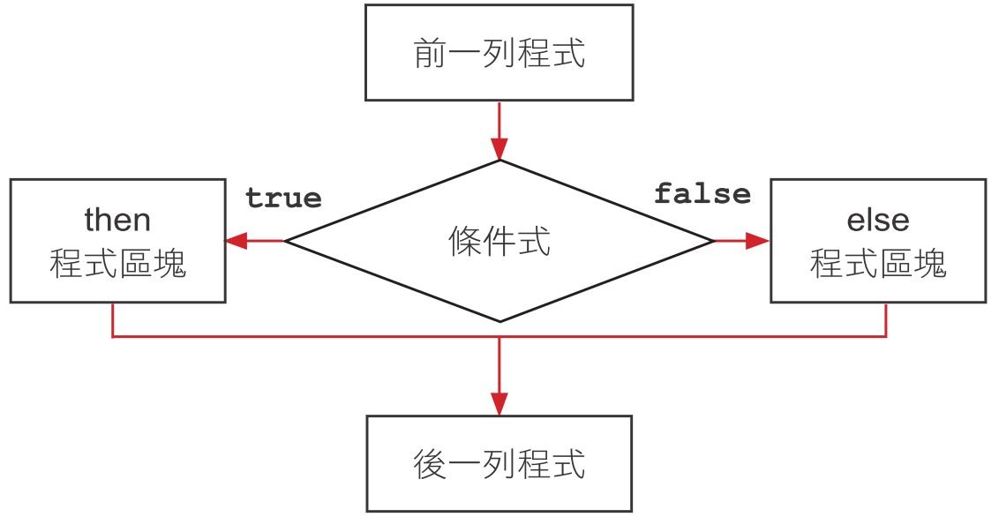 前一列程式
true
false
then
程式區塊
條件式
else
程式區塊
後一列程式